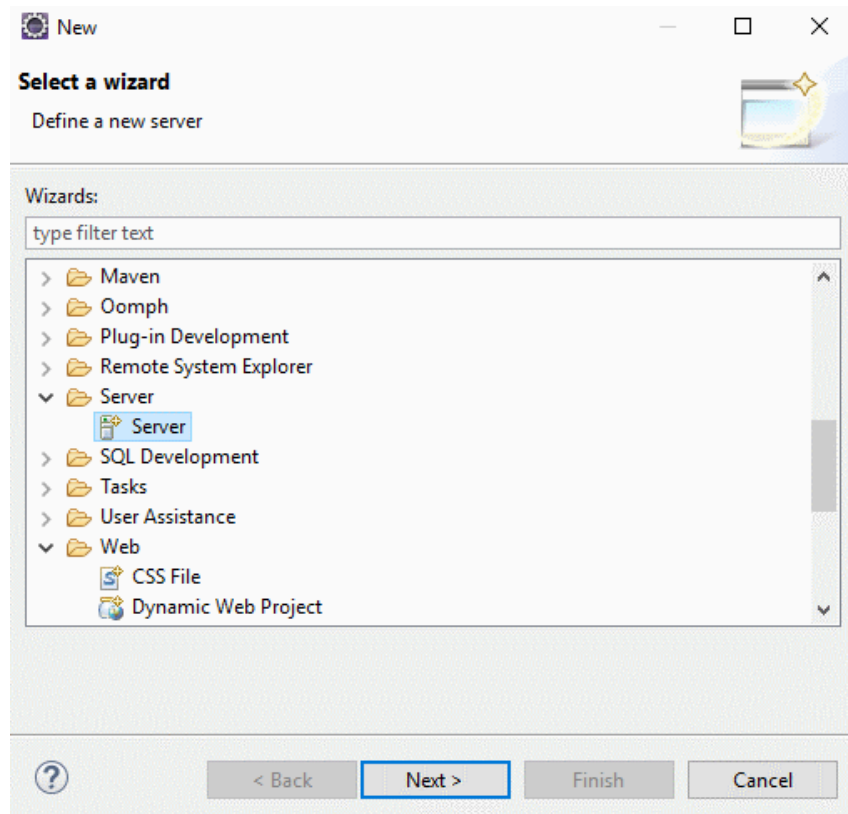 New
Select a wizard
Define a new server
Wizards:
type filter text
Maven
Oomph
Plug-in Development
Remote System Explorer
Server
Server
SQL Development
Tasks
User Assistance
Web
CSS File
Dynamic Web Project
? < Back Next > Finish Cancel